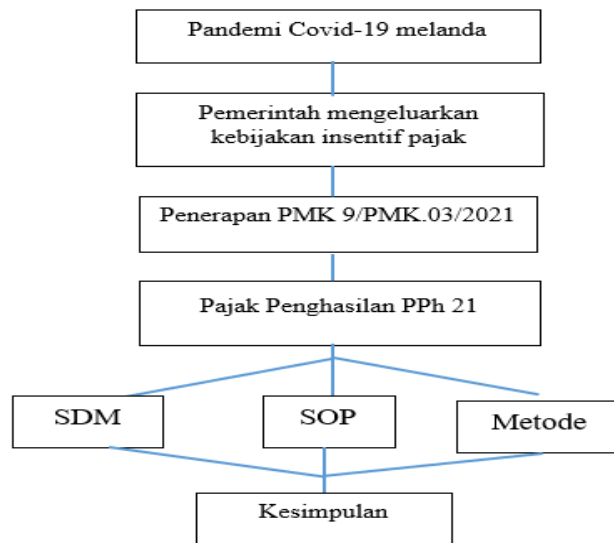 Pandemi Covid-19 melanda
Pemerintah mengeluarkan
kebijakan insentif pajak
Penerapan PMK 9/PMK.03/2021
Pajak Penghasilan PPh 21
SDM
SOP
Metode
Kesimpulan